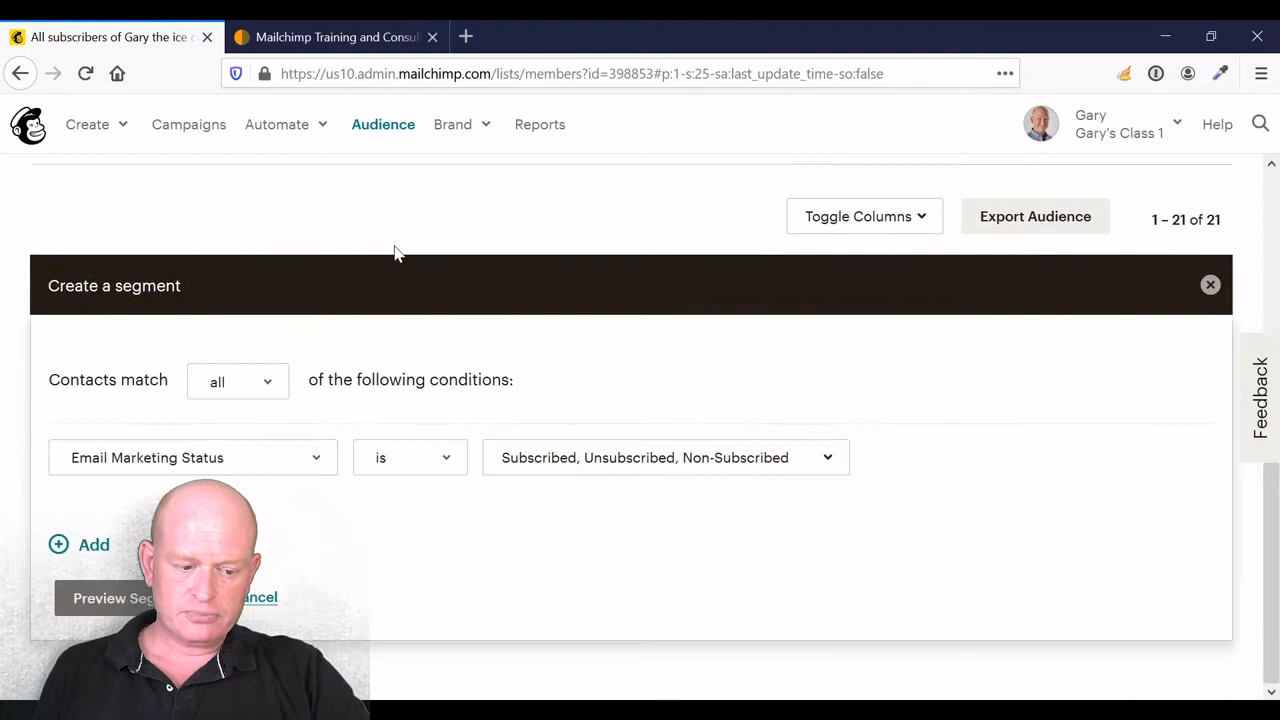 All subscribers of Gary the ice c
Mailchimp Training and Consul
https://us10.admin.mailchimp.com/lists/members?id=398853#p:1-s:25-sa:last_update_time-so:false
Create
Campaigns
Automate
Audience
Brand
Reports
Gary
Gary's Class 1
Help
Toggle Columns
Export Audience
1 – 21 of 21
Create a segment
Contacts match all of the following conditions:
Email Marketing Status
is
Subscribed, Unsubscribed, Non-Subscribed
Add
Preview Seg
ancel
Feedback